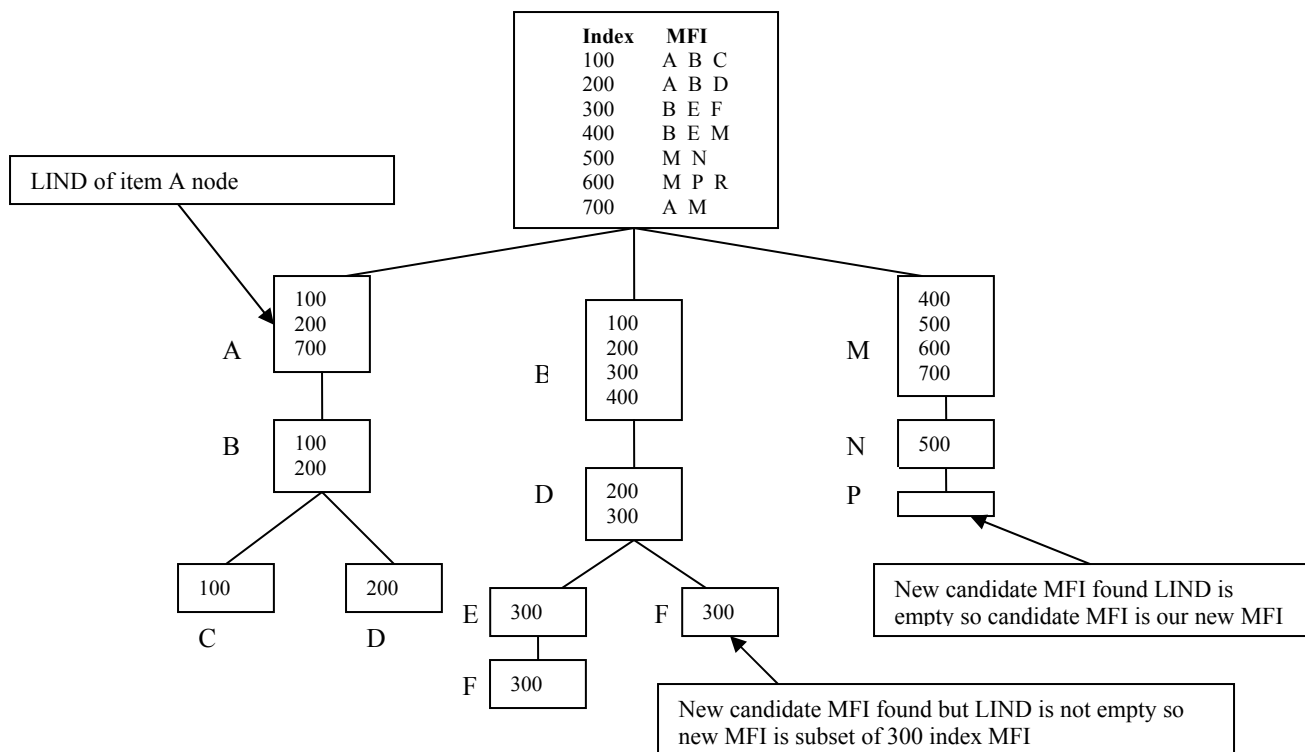 Index MFI
100 A B C
200 A B D
300 B E F
400 B E M
500 M N
600 M P R
700 A M
LIND of item A node
A
100
200
700
B
100
200
300
400
M
400
500
600
700
B
100
200
D
200
300
N
500
P
100
C
200
D
E
300
F
300
F
300
New candidate MFI found LIND is
empty so candidate MFI is our new MFI
New candidate MFI found but LIND is not empty so
new MFI is subset of 300 index MFI